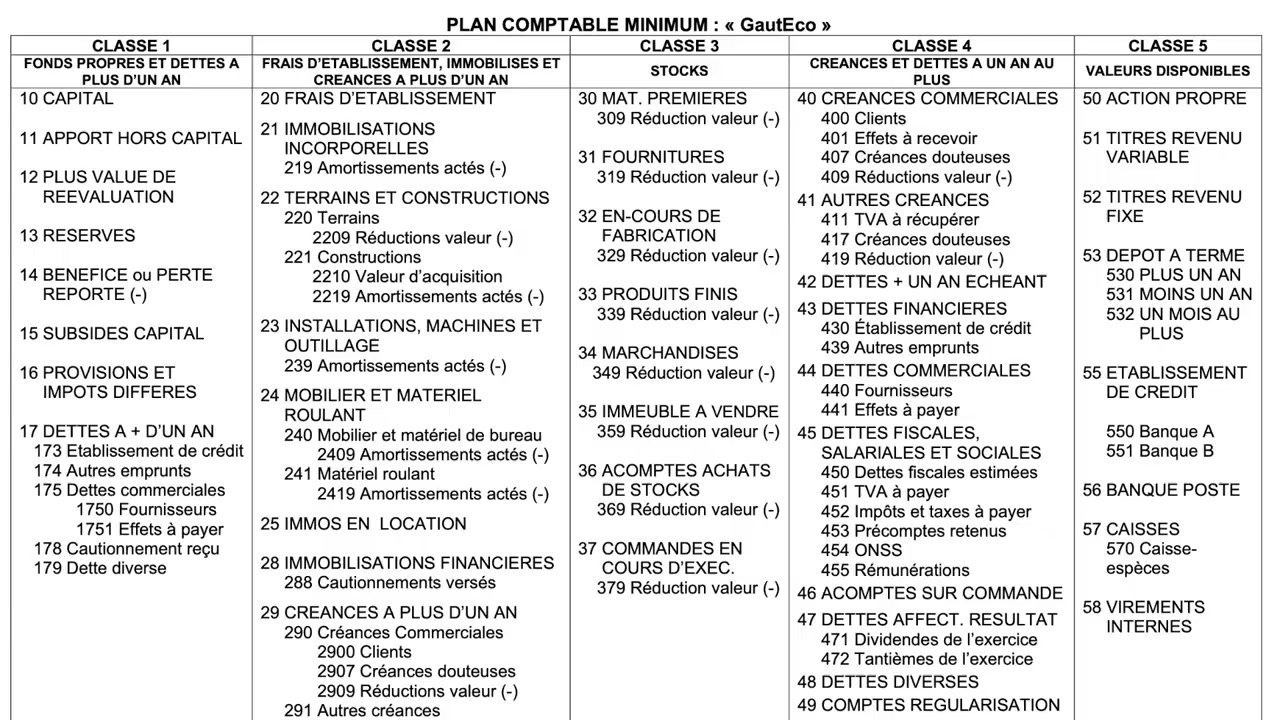 PLAN COMPTABLE MINIMUM : « GautEco »
CLASSE 1
FONDS PROPRES ET DETTES A
PLUS D'UN AN
10 CAPITAL
11 APPORT HORS CAPITAL
12 PLUS VALUE DE
REEVALUATION
13 RESERVES
14 BENEFICE ou PERTE
REPORTE (-)
15 SUBSIDES CAPITAL
16 PROVISIONS ET
IMPOTS DIFFERES
17 DETTES A + D'UN AN
173 Etablissement de crédit
174 Autres emprunts
175 Dettes commerciales
1750 Fournisseurs
1751 Effets à payer
178 Cautionnement reçu
179 Dette diverse
CLASSE 2
FRAIS D'ETABLISSEMENT, IMMOBILISES ET
CREANCES A PLUS D'UN AN
20 FRAIS D'ETABLISSEMENT
21 IMMOBILISATIONS
INCORPORELLES
219 Amortissements actés (-)
22 TERRAINS ET CONSTRUCTIONS
220 Terrains
2209 Réductions valeur (-)
221 Constructions
2210 Valeur d'acquisition
2219 Amortissements actés (-)
23 INSTALLATIONS, MACHINES ET
OUTILLAGE
239 Amortissements actés (-)
24 MOBILIER ET MATERIEL
ROULANT
240 Mobilier et matériel de bureau
2409 Amortissements actés (-)
241 Matériel roulant
2419 Amortissements actés (-)
25 IMMOS EN LOCATION
28 IMMOBILISATIONS FINANCIERES
288 Cautionnements versés
29 CREANCES A PLUS D'UN AN
290 Créances Commerciales
2900 Clients
2907 Créances douteuses
2909 Réductions valeur (-)
291 Autres créances
CLASSE 3
STOCKS
30 MAT. PREMIERES
309 Réduction valeur (-)
31 FOURNITURES
319 Réduction valeur (-)
32 EN-COURS DE
FABRICATION
329 Réduction valeur (-)
33 PRODUITS FINIS
339 Réduction valeur (-)
34 MARCHANDISES
349 Réduction valeur (-)
35 IMMEUBLE A VENDRE
359 Réduction valeur (-)
36 ACOMPTES ACHATS
DE STOCKS
369 Réduction valeur (-)
37 COMMANDES EN
COURS D'EXEC.
379 Réduction valeur (-)
CLASSE 4
CREANCES ET DETTES A UN AN AU
PLUS
40 CREANCES COMMERCIALES
400 Clients
401 Effets à recevoir
407 Créances douteuses
409 Réductions valeur (-)
41 AUTRES CREANCES
411 TVA à récupérer
417 Créances douteuses
419 Réduction valeur (-)
42 DETTES + UN AN ECHEANT
43 DETTES FINANCIERES
430 Établissement de crédit
439 Autres emprunts
44 DETTES COMMERCIALES
440 Fournisseurs
441 Effets à payer
45 DETTES FISCALES,
SALARIALES ET SOCIALES
450 Dettes fiscales estimées
451 TVA à payer
452 Impôts et taxes à payer
453 Précomptes retenus
454 ONSS
455 Rémunérations
46 ACOMPTES SUR COMMANDE
47 DETTES AFFECT. RESULTAT
471 Dividendes de l'exercice
472 Tantièmes de l'exercice
48 DETTES DIVERSES
49 COMPTES REGULARISATION
CLASSE 5
VALEURS DISPONIBLES
50 ACTION PROPRE
51 TITRES REVENU
VARIABLE
52 TITRES REVENU
FIXE
53 DEPOT A TERME
530 PLUS UN AN
531 MOINS UN AN
532 UN MOIS AU
PLUS
55 ETABLISSEMENT
DE CREDIT
550 Banque A
551 Banque B
56 BANQUE POSTE
57 CAISSES
570 Caisse-
espèces
58 VIREMENTS
INTERNES